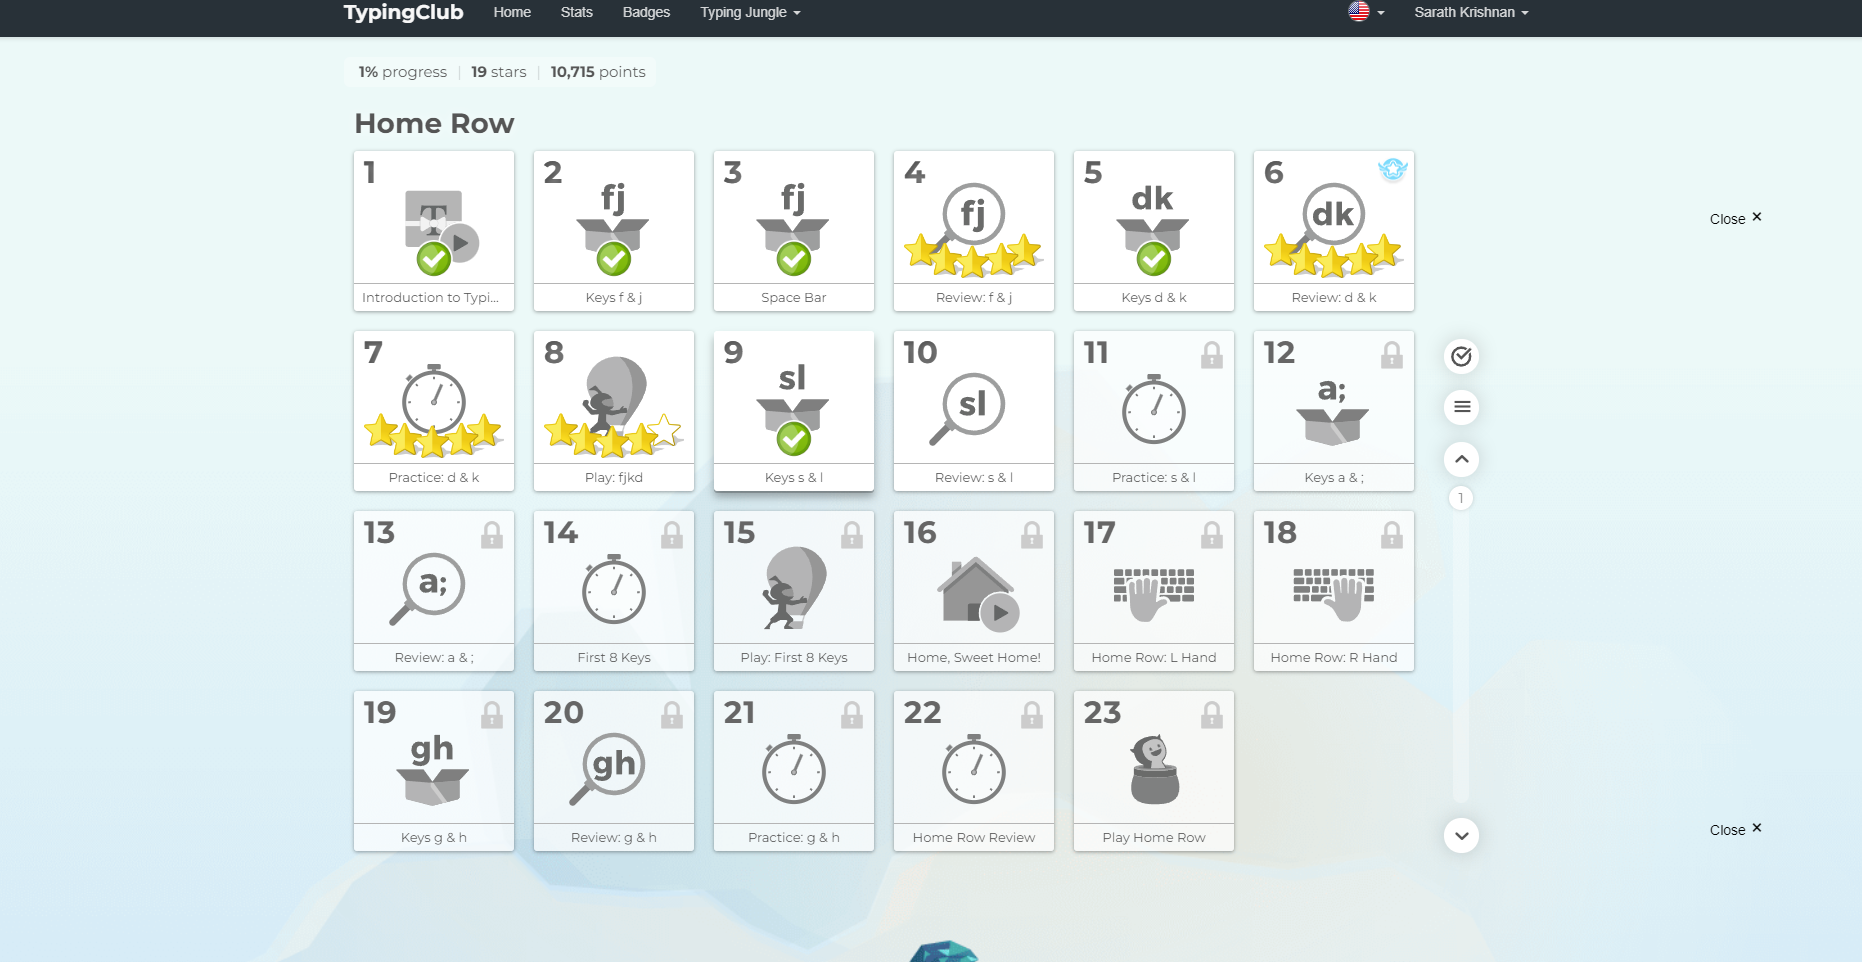 TypingClub Home Stats Badges Typing Jungle Sarath Krishnan
1% progress 19 stars 10,715 points
Home Row
1 2 3 4 5 6
fj fj fj dk dk
T
Introduction to Typi... Keys f & j Space Bar Review: f & j Keys d & k Review: d & k
Close ×
7 8 9 10 11 12
sl sl a;
Practice: d & k Play: fjkd Keys s & l Review: s & l Practice: s & l Keys a & ;
1
13 14 15 16 17 18
a;
Review: a & ; First 8 Keys Play: First 8 Keys Home, Sweet Home! Home Row: L Hand Home Row: R Hand
19 20 21 22 23
gh gh
Keys g & h Review: g & h Practice: g & h Home Row Review Play Home Row
Close ×